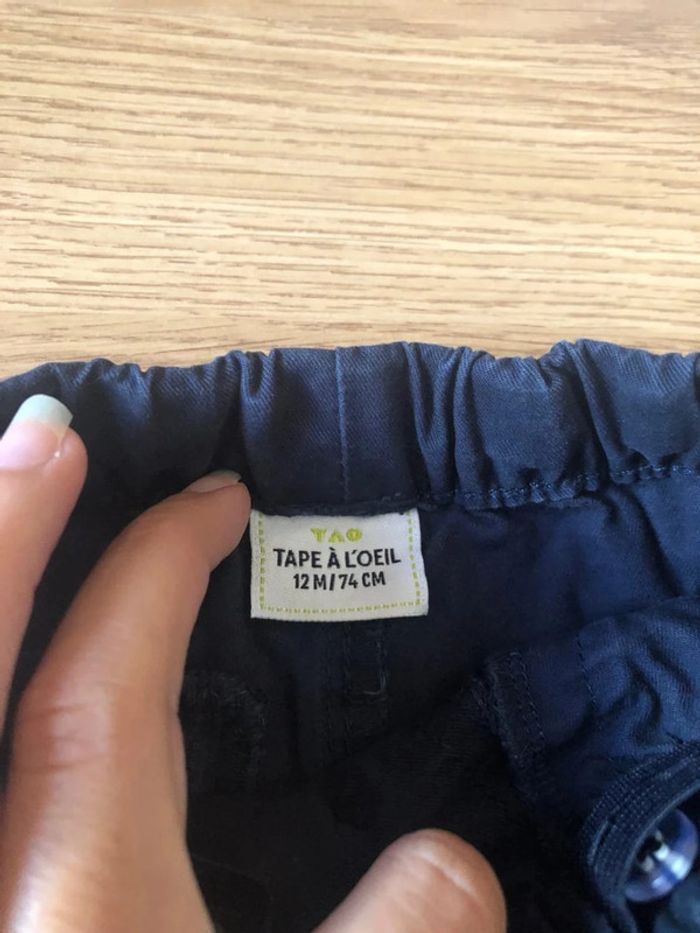 TAO
TAPE À L'OEIL
12 M/74 CM